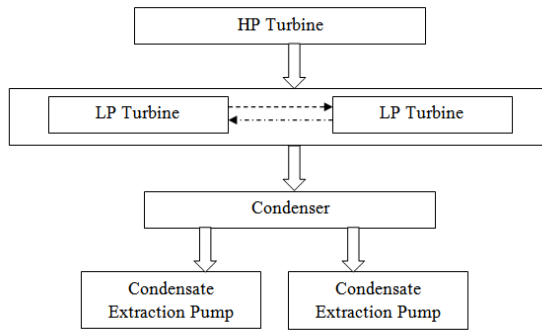 HP Turbine
LP Turbine
LP Turbine
Condenser
Condensate
Extraction Pump
Condensate
Extraction Pump